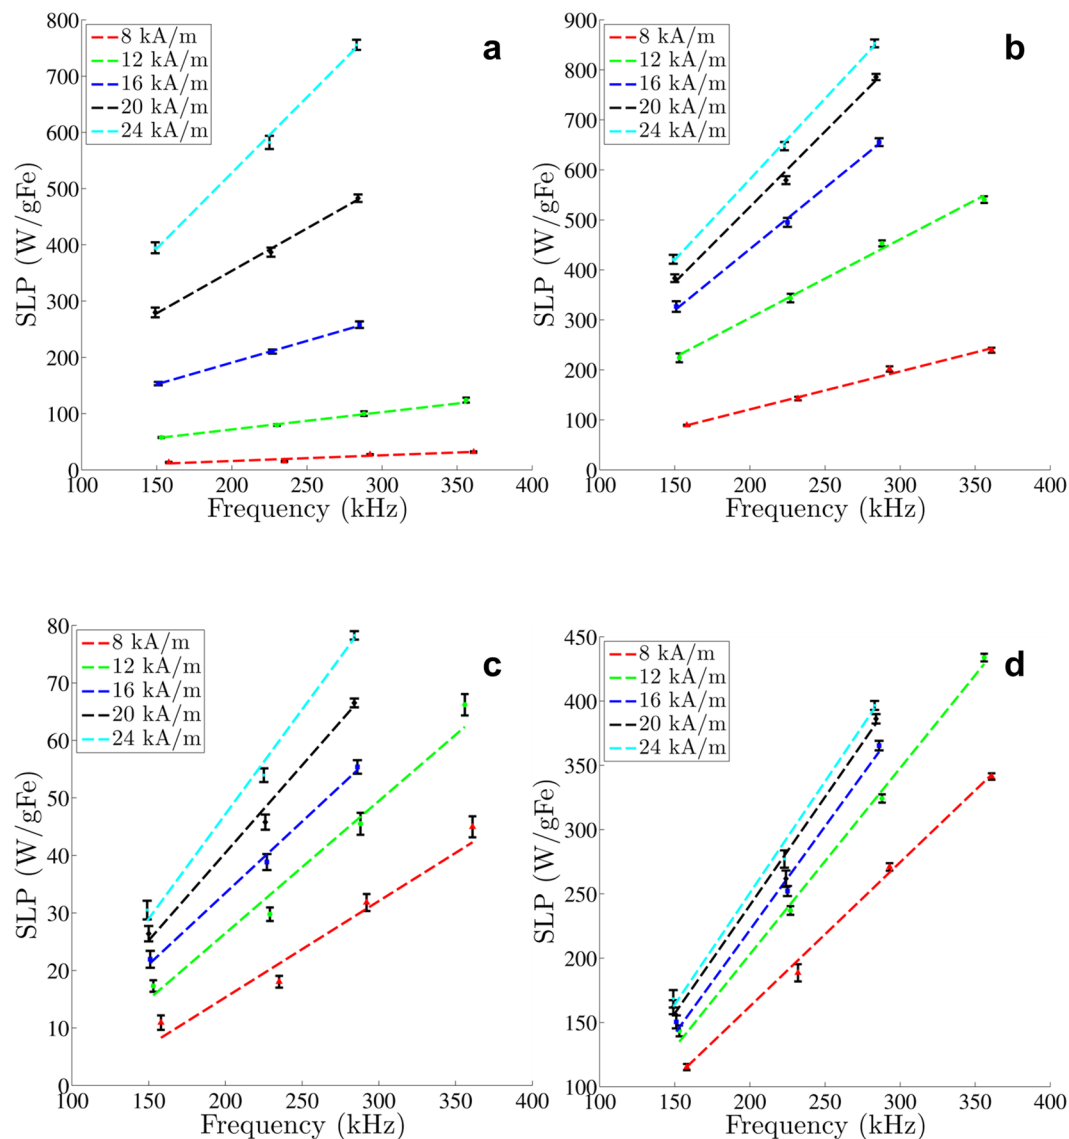 800
700
600
500
400
300
200
100
0
8 kA/m
12 kA/m
16 kA/m
20 kA/m
24 kA/m
a
SLP (W/gFe)
100 150 200 250 300 350 400
Frequency (kHz)
900
800
700
600
500
400
300
200
100
0
8 kA/m
12 kA/m
16 kA/m
20 kA/m
24 kA/m
b
SLP (W/gFe)
100 150 200 250 300 350 400
Frequency (kHz)
80
70
60
50
40
30
20
10
0
8 kA/m
12 kA/m
16 kA/m
20 kA/m
24 kA/m
c
SLP (W/gFe)
100 150 200 250 300 350 400
Frequency (kHz)
450
400
350
300
250
200
150
100
8 kA/m
12 kA/m
16 kA/m
20 kA/m
24 kA/m
d
SLP (W/gFe)
100 150 200 250 300 350 400
Frequency (kHz)